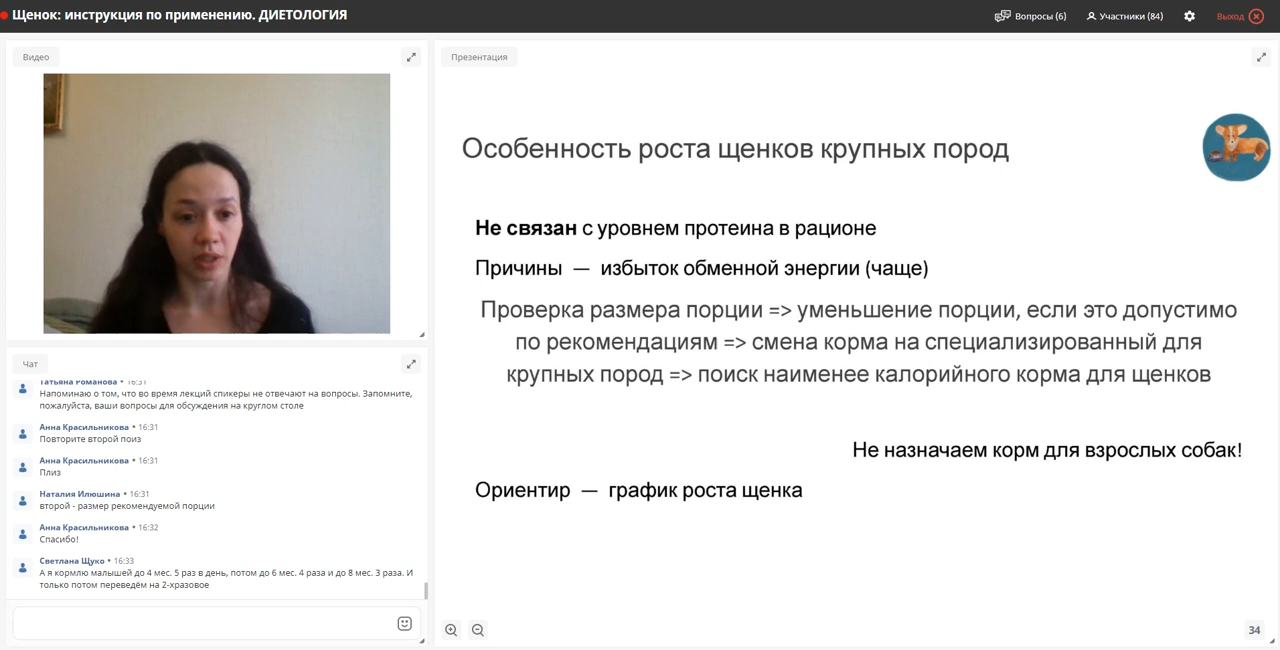 Щенок: инструкция по применению. ДИЕТОЛОГИЯ
Вопросы (6)
Участники (84)
Выход
Видео
Презентация
Особенность роста щенков крупных пород
Не связан с уровнем протеина в рационе
Причины — избыток обменной энергии (чаще)
Проверка размера порции => уменьшение порции, если это допустимо
по рекомендациям => смена корма на специализированный для
крупных пород => поиск наименее калорийного корма для щенков
Не назначаем корм для взрослых собак!
Ориентир — график роста щенка
34
Чат
Татьяна Романова • 16:31
Напоминаю о том, что во время лекций спикеры не отвечают на вопросы. Запомните,
пожалуйста, ваши вопросы для обсуждения на круглом столе
Анна Красильникова • 16:31
Повторите второй поиз
Анна Красильникова • 16:31
Плиз
Наталия Илюшина • 16:31
второй - размер рекомендуемой порции
Анна Красильникова • 16:32
Спасибо!
Светлана Щуко • 16:33
А я кормлю малышей до 4 мес. 5 раз в день, потом до 6 мес. 4 раза и до 8 мес. 3 раза. И
только потом переведём на 2-хразовое